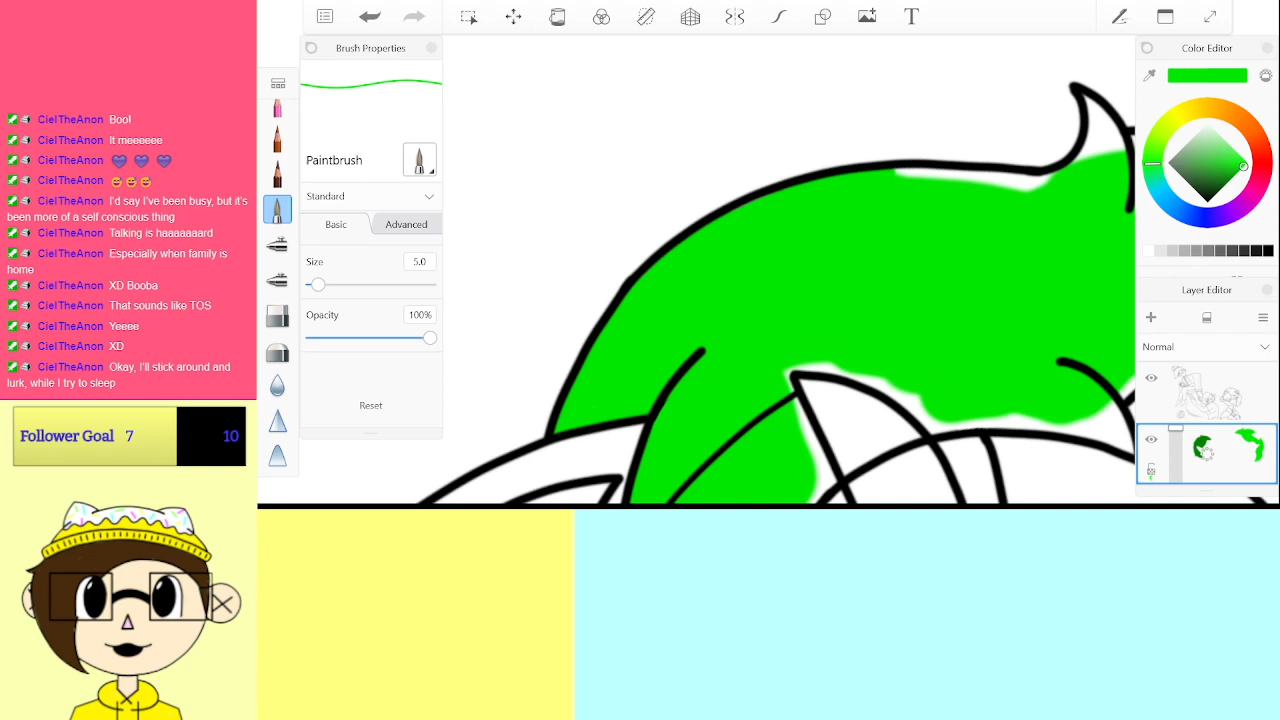 CielTheAnon Boo!
CielTheAnon It meeeeee
CielTheAnon
CielTheAnon
CielTheAnon I'd say I've been busy, but it's
been more of a self conscious thing
CielTheAnon Talking is haaaaaaard
CielTheAnon Especially when family is
home
CielTheAnon XD Booba
CielTheAnon That sounds like TOS
CielTheAnon Yeeee
CielTheAnon XD
CielTheAnon Okay, I'll stick around and
lurk, while I try to sleep
Follower Goal 7 10
T
Brush Properties
Paintbrush
Standard
Basic Advanced
Size 5.0
Opacity 100%
Reset
Color Editor
Layer Editor
Normal